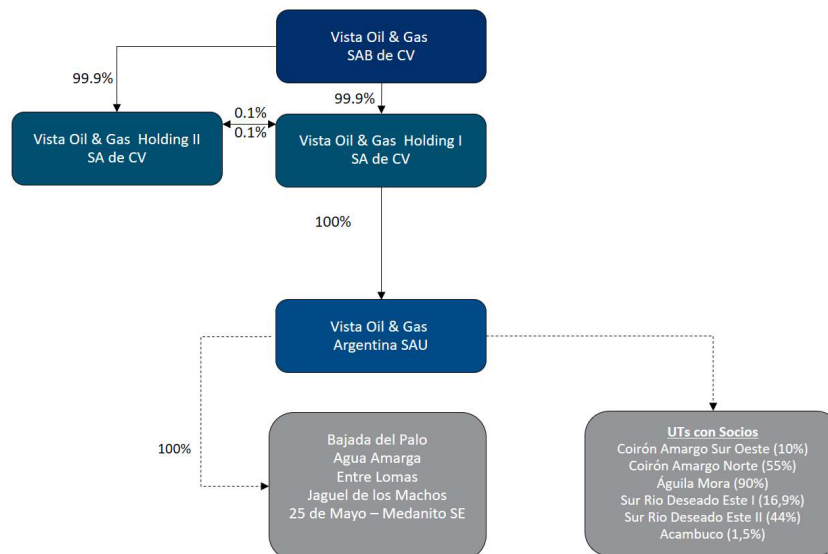 Vista Oil & Gas
SAB de CV
99.9%
99.9%
0.1%
0.1%
Vista Oil & Gas  Holding II
SA de CV
Vista Oil & Gas Holding I
SA de CV
100%
Vista Oil & Gas
Argentina SAU
100%
Bajada del Palo
Agua Amarga
Entre Lomas
Jaguel de los Machos
25 de Mayo – Medanito SE
UTs con Socios
Coirón Amargo Sur Oeste (10%)
Coirón Amargo Norte (55%)
Águila Mora (90%)
Sur Rio Deseado Este I (16,9%)
Sur Rio Deseado Este II (44%)
Acambuco (1,5%)